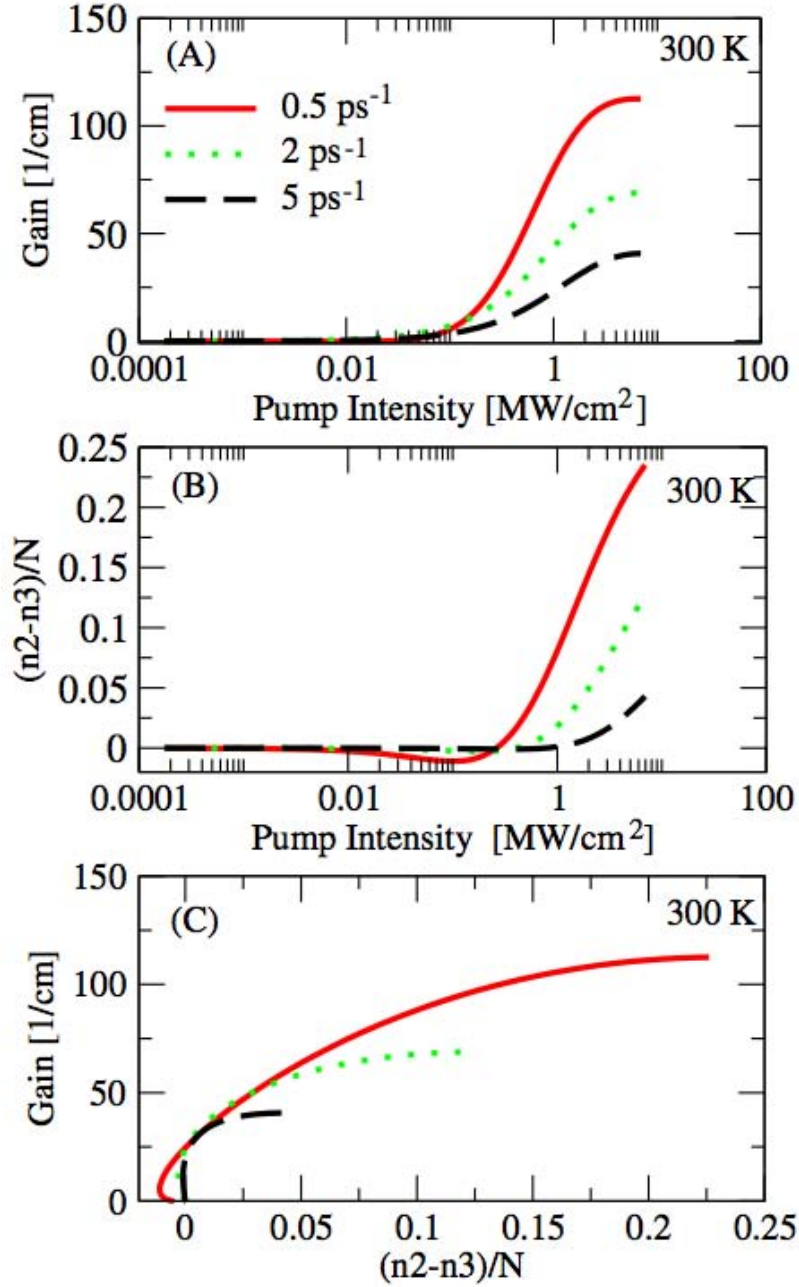 (A)
300 K
0.5 ps⁻¹
2 ps⁻¹
5 ps⁻¹
Gain [1/cm]
150
100
50
0
0.0001
0.01
1
100
Pump Intensity [MW/cm²]
(B)
300 K
(n2-n3)/N
0.25
0.2
0.15
0.1
0.05
0
0.0001
0.01
1
100
Pump Intensity [MW/cm²]
(C)
300 K
Gain [1/cm]
150
100
50
0
0
0.05
0.1
0.15
0.2
0.25
(n2-n3)/N